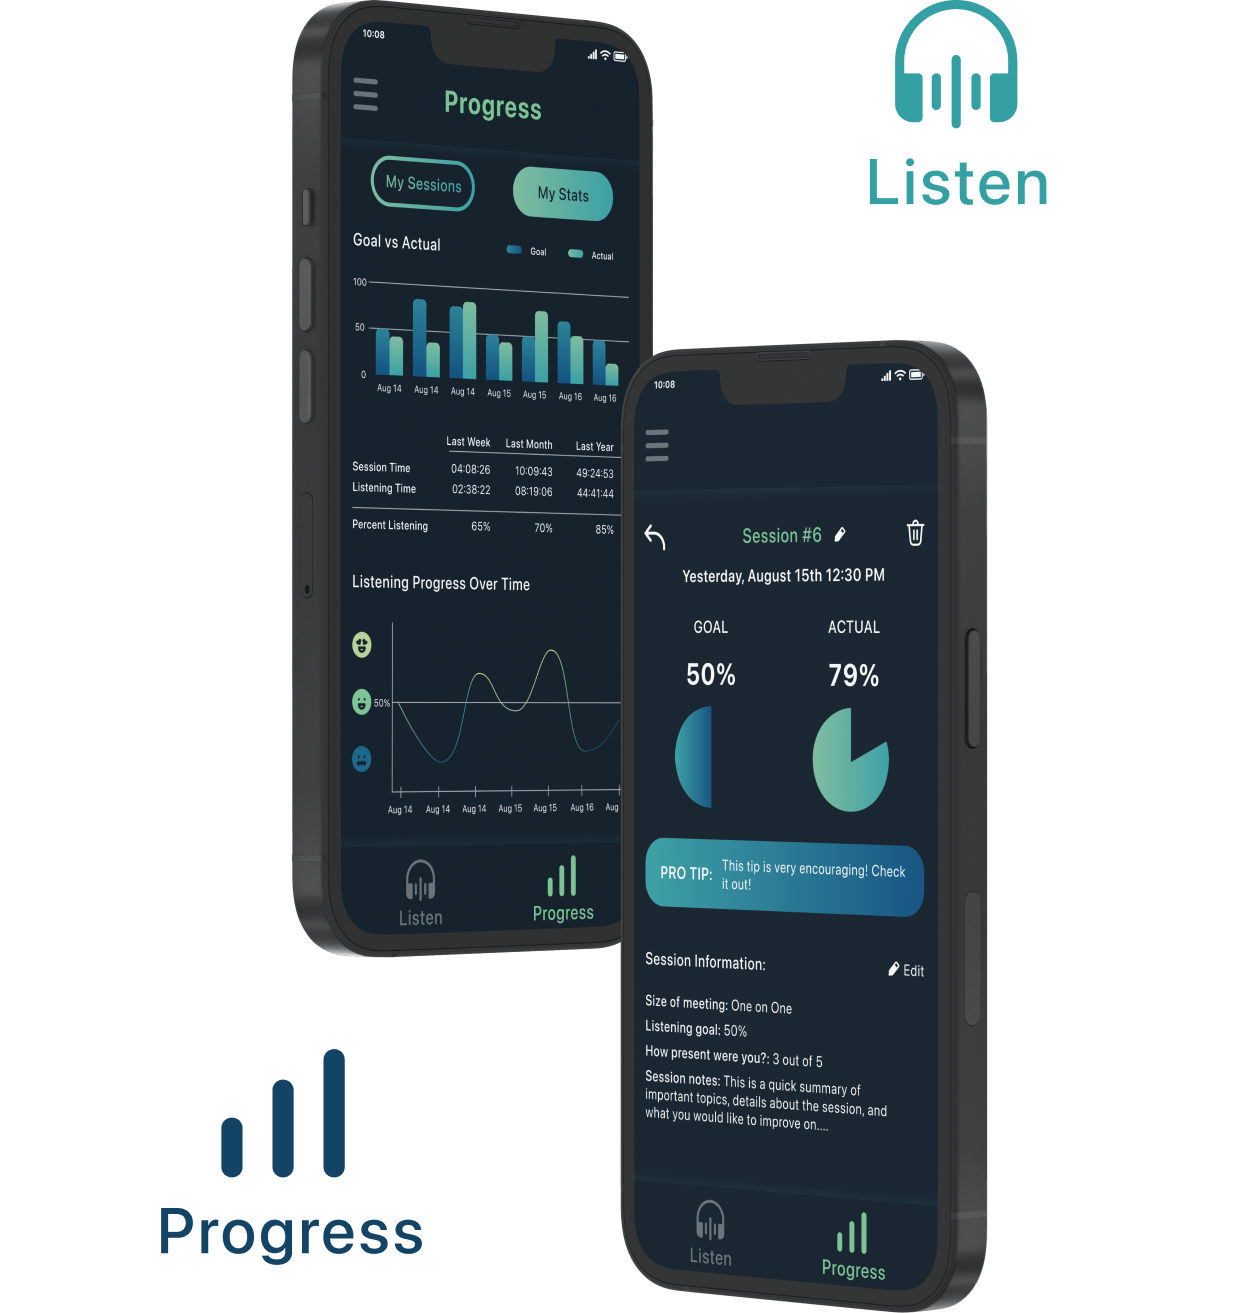 10:08
Progress
My Sessions
My Stats
Goal vs Actual
Goal
Actual
100
50
0
Aug 14
Aug 14
Aug 14
Aug 15
Aug 15
Aug 16
Aug 16
Last Week Last Month Last Year
Session Time 04:08:26 10:09:43 49:24:53
Listening Time 02:38:22 08:19:06 44:41:44
Percent Listening 65% 70% 85%
Listening Progress Over Time
50%
Aug 14
Aug 14
Aug 14
Aug 15
Aug 15
Aug 16
Aug
Listen
Progress
Listen
10:08
Session #6
Yesterday, August 15th 12:30 PM
GOAL
ACTUAL
50%
79%
PRO TIP:
This tip is very encouraging! Check
it out!
Session Information:
Edit
Size of meeting: One on One
Listening goal: 50%
How present were you?: 3 out of 5
Session notes: This is a quick summary of
important topics, details about the session, and
what you would like to improve on....
Listen
Progress
Progress